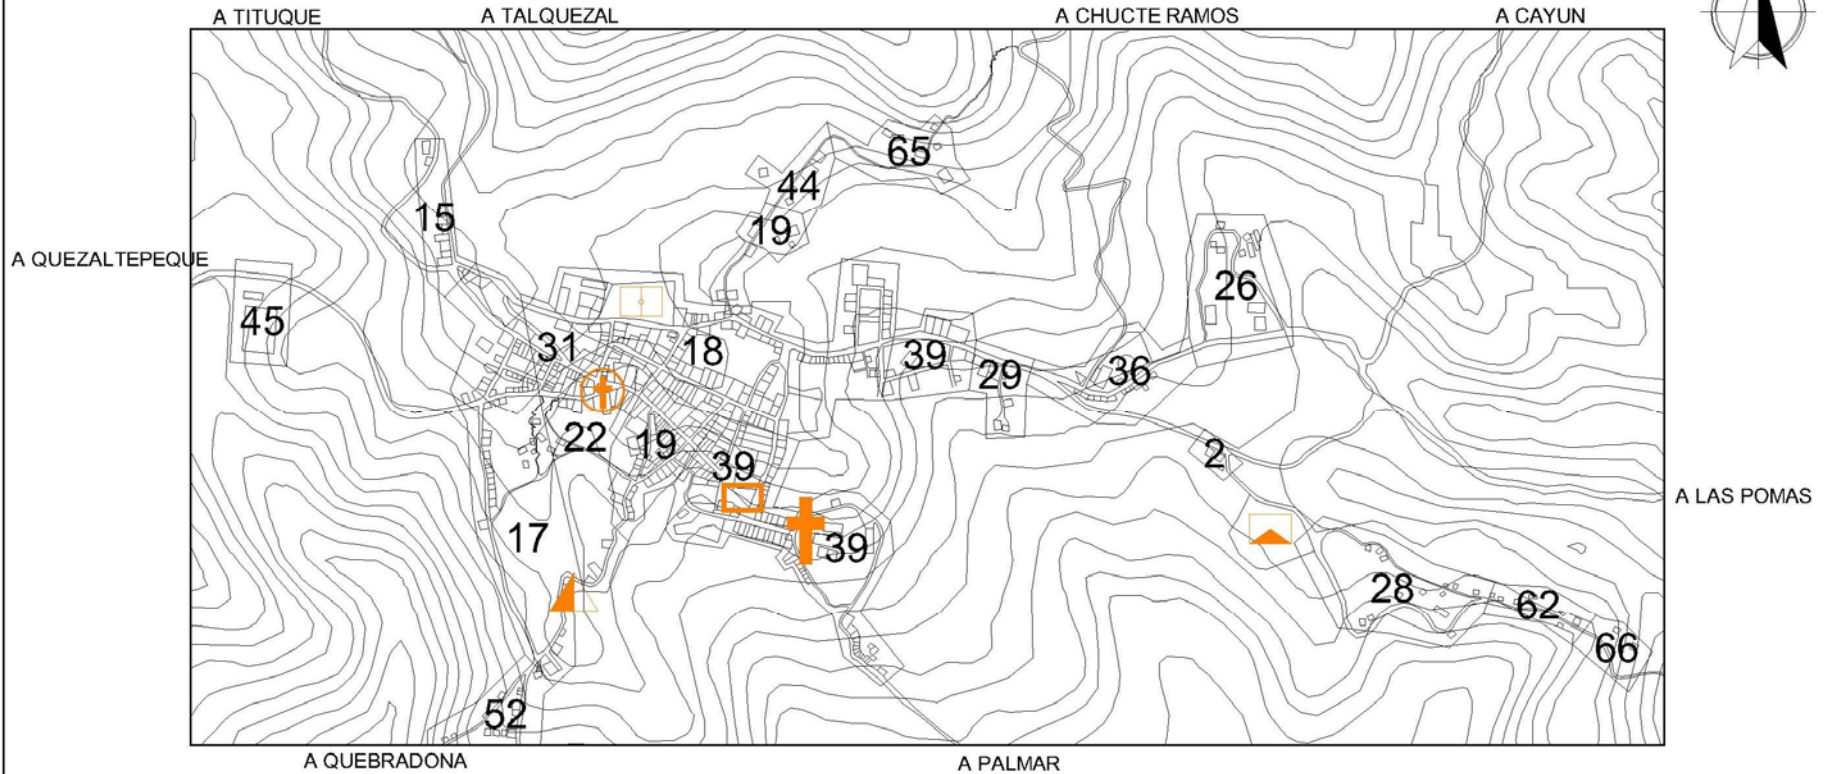 A TITUQUE
A TALQUEZAL
A CHUCTE RAMOS
A CAYUN
65
44
15
19
A QUEZALTEPEQUE
26
45
31
18
39
29
36
22
19
2
39
A LAS POMAS
17
39
28
62
66
52
A QUEBRADONA
A PALMAR